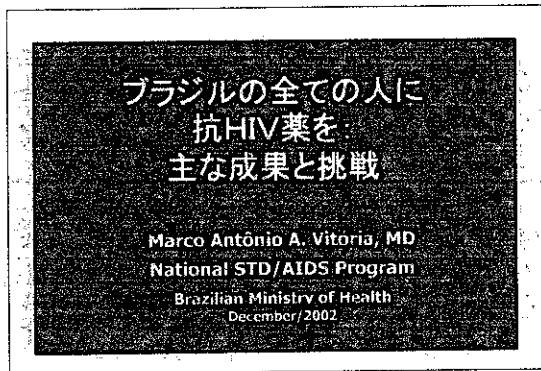 ブラジルの全ての人に
抗HIV薬を:
主な成果と挑戦
Marco Antônio A. Vitoria, MD
National STD/AIDS Program
Brazilian Ministry of Health
December/2002